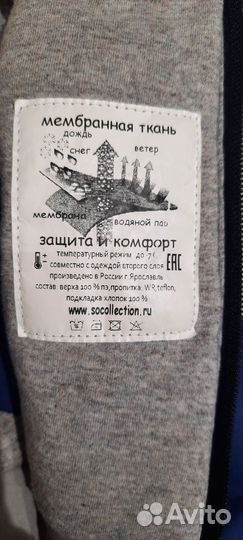 мембранная ткань
дождь
снег ветер
мембрана водяной пар
защита и комфорт
температурный режим до
совместно с одеждой второго слоя EAC
произведено в России г. Ярославль
состав: верха 100 % пэ, пропитка: WR, teflon,
подкладка хлопок 100 %
www.socollection.ru
Avito